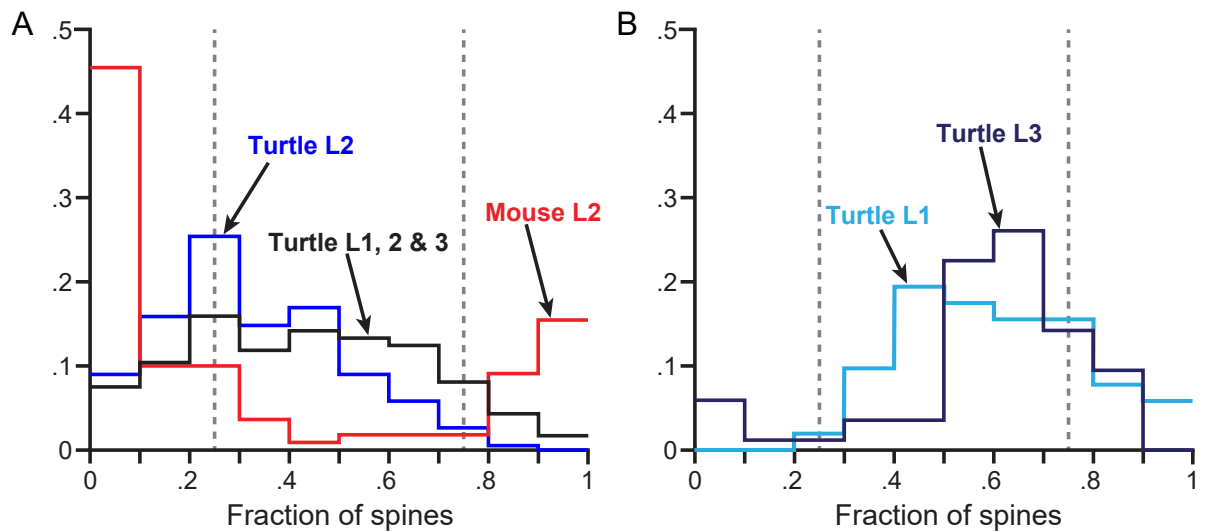 A
.5
.4
.3
.2
.1
0
Turtle L2
Turtle L1, 2 & 3
Mouse L2
0 .2 .4 .6 .8 1
Fraction of spines
B
.5
.4
.3
.2
.1
0
Turtle L3
Turtle L1
0 .2 .4 .6 .8 1
Fraction of spines